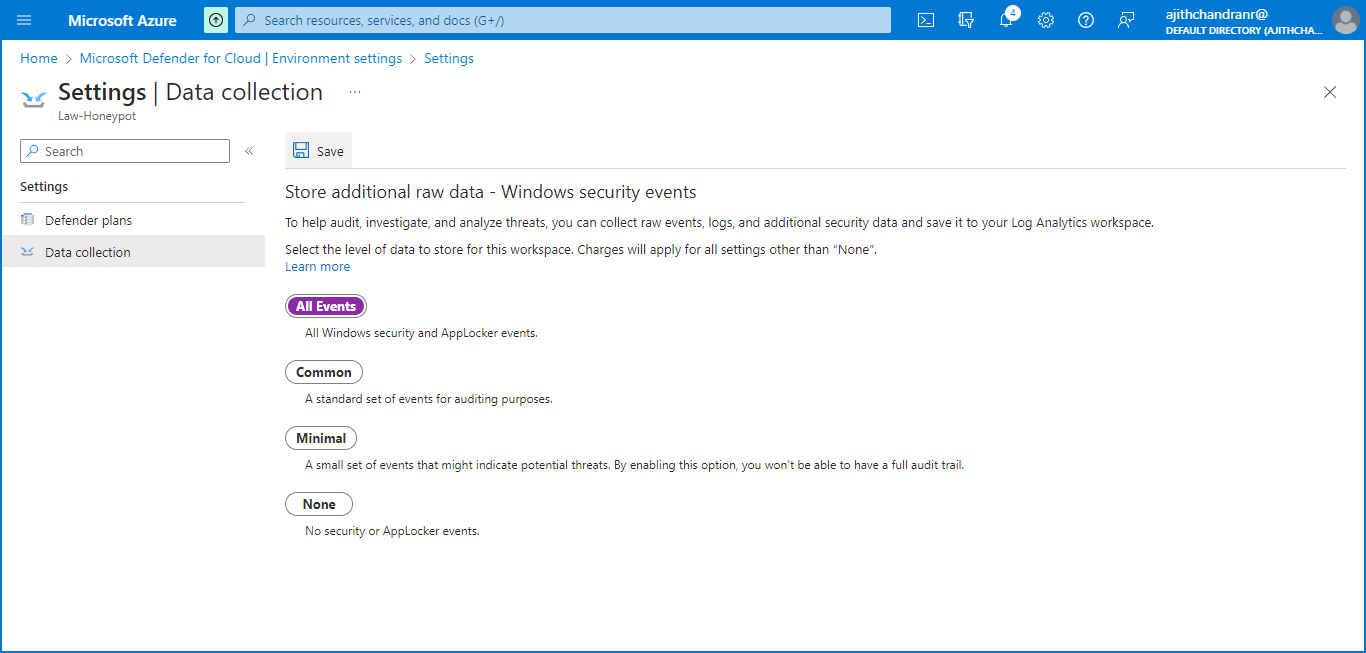 Microsoft Azure
Search resources, services, and docs (G+/)
4
ajithchandranr@
DEFAULT DIRECTORY (AJITHCHA...
Home > Microsoft Defender for Cloud | Environment settings > Settings
Settings | Data collection ...
Law-Honeypot
Search
«
Save
Settings
Defender plans
Data collection
Store additional raw data - Windows security events
To help audit, investigate, and analyze threats, you can collect raw events, logs, and additional security data and save it to your Log Analytics workspace.
Select the level of data to store for this workspace. Charges will apply for all settings other than “None”.
Learn more
All Events
All Windows security and AppLocker events.
Common
A standard set of events for auditing purposes.
Minimal
A small set of events that might indicate potential threats. By enabling this option, you won't be able to have a full audit trail.
None
No security or AppLocker events.